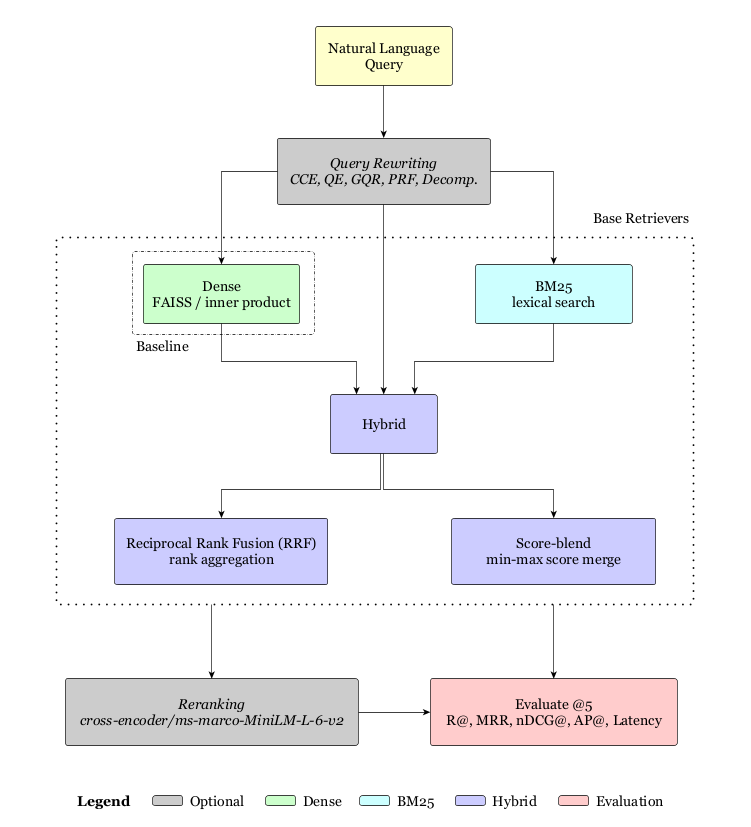 Natural Language
Query
Query Rewriting
CCE, QE, GQR, PRF, Decomp.
Base Retrievers
Dense
FAISS / inner product
BM25
lexical search
Baseline
Hybrid
Reciprocal Rank Fusion (RRF)
rank aggregation
Score-blend
min-max score merge
Reranking
cross-encoder/ms-marco-MiniLM-L-6-v2
Evaluate @5
R@, MRR, nDCG@, AP@, Latency
Legend Optional Dense BM25 Hybrid Evaluation